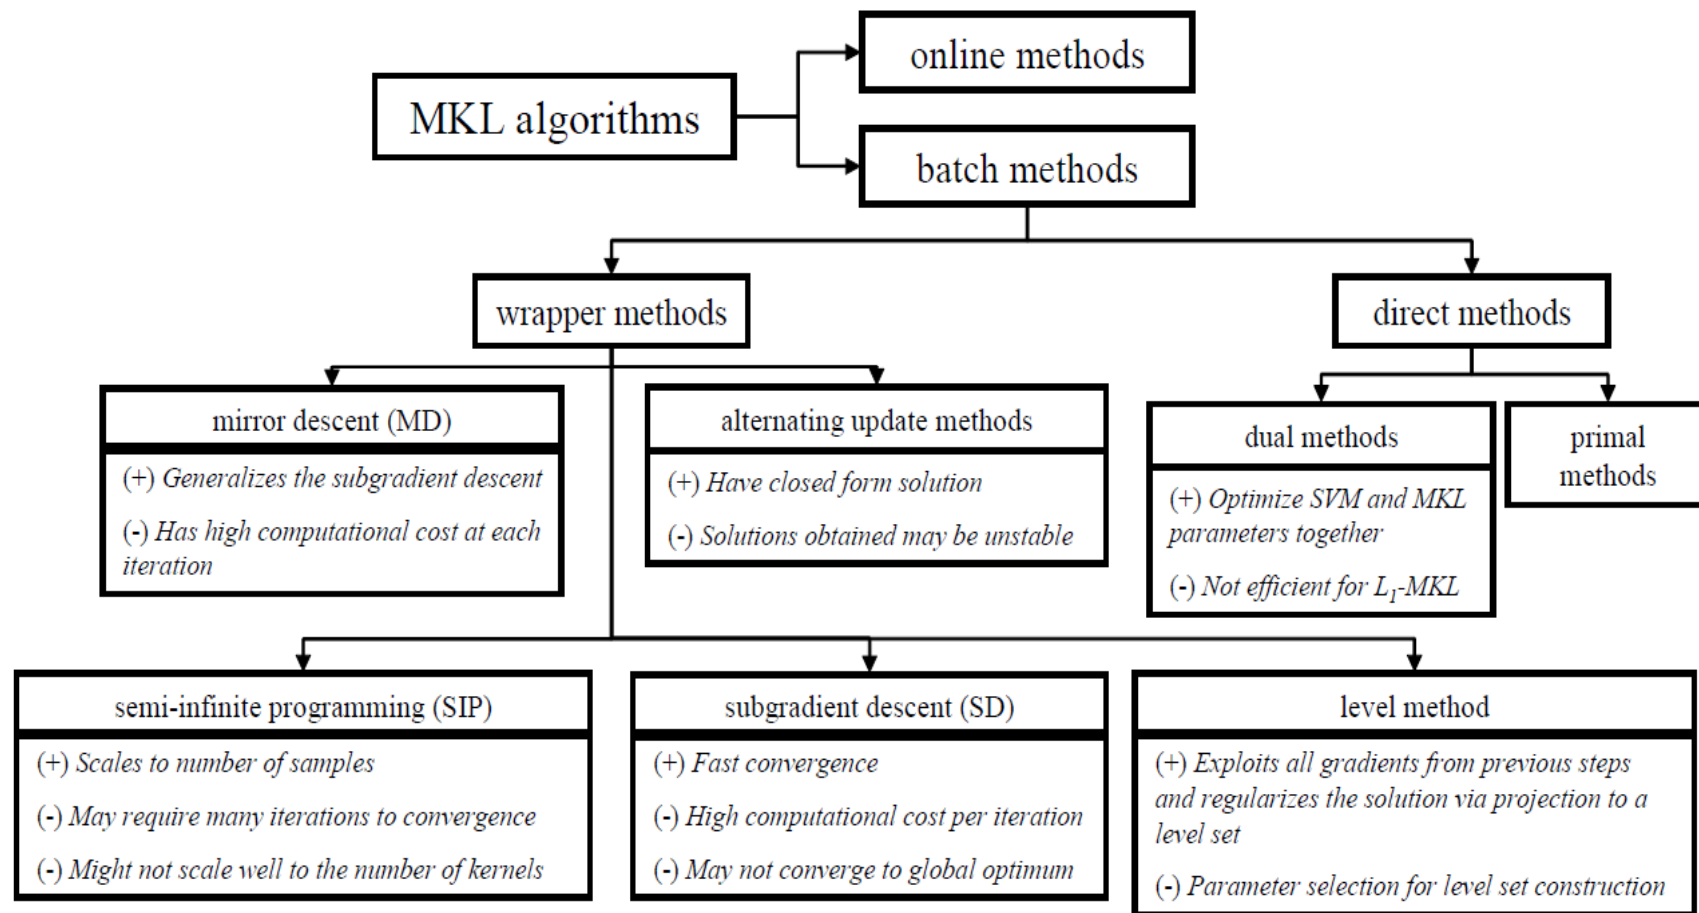 online methods
MKL algorithms
batch methods
wrapper methods
direct methods
mirror descent (MD)
(+) Generalizes the subgradient descent
(-) Has high computational cost at each
iteration
alternating update methods
(+) Have closed form solution
(-) Solutions obtained may be unstable
dual methods
(+) Optimize SVM and MKL
parameters together
(-) Not efficient for L1-MKL
primal
methods
semi-infinite programming (SIP)
(+) Scales to number of samples
(-) May require many iterations to convergence
(-) Might not scale well to the number of kernels
subgradient descent (SD)
(+) Fast convergence
(-) High computational cost per iteration
(-) May not converge to global optimum
level method
(+) Exploits all gradients from previous steps
and regularizes the solution via projection to a
level set
(-) Parameter selection for level set construction